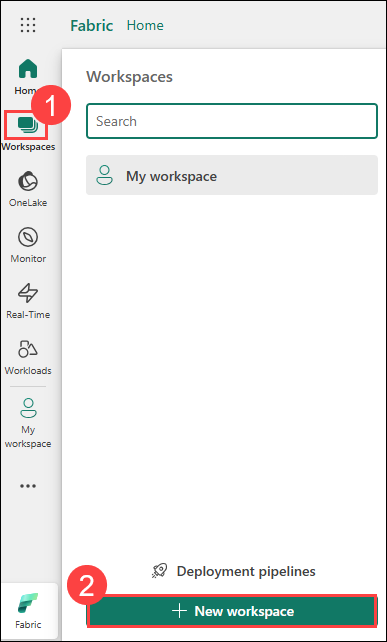 Fabric Home
Home
1
Workspaces
OneLake
Monitor
Real-Time
Workloads
My
workspace
Fabric
Workspaces
Search
My workspace
Deployment pipelines
2
New workspace